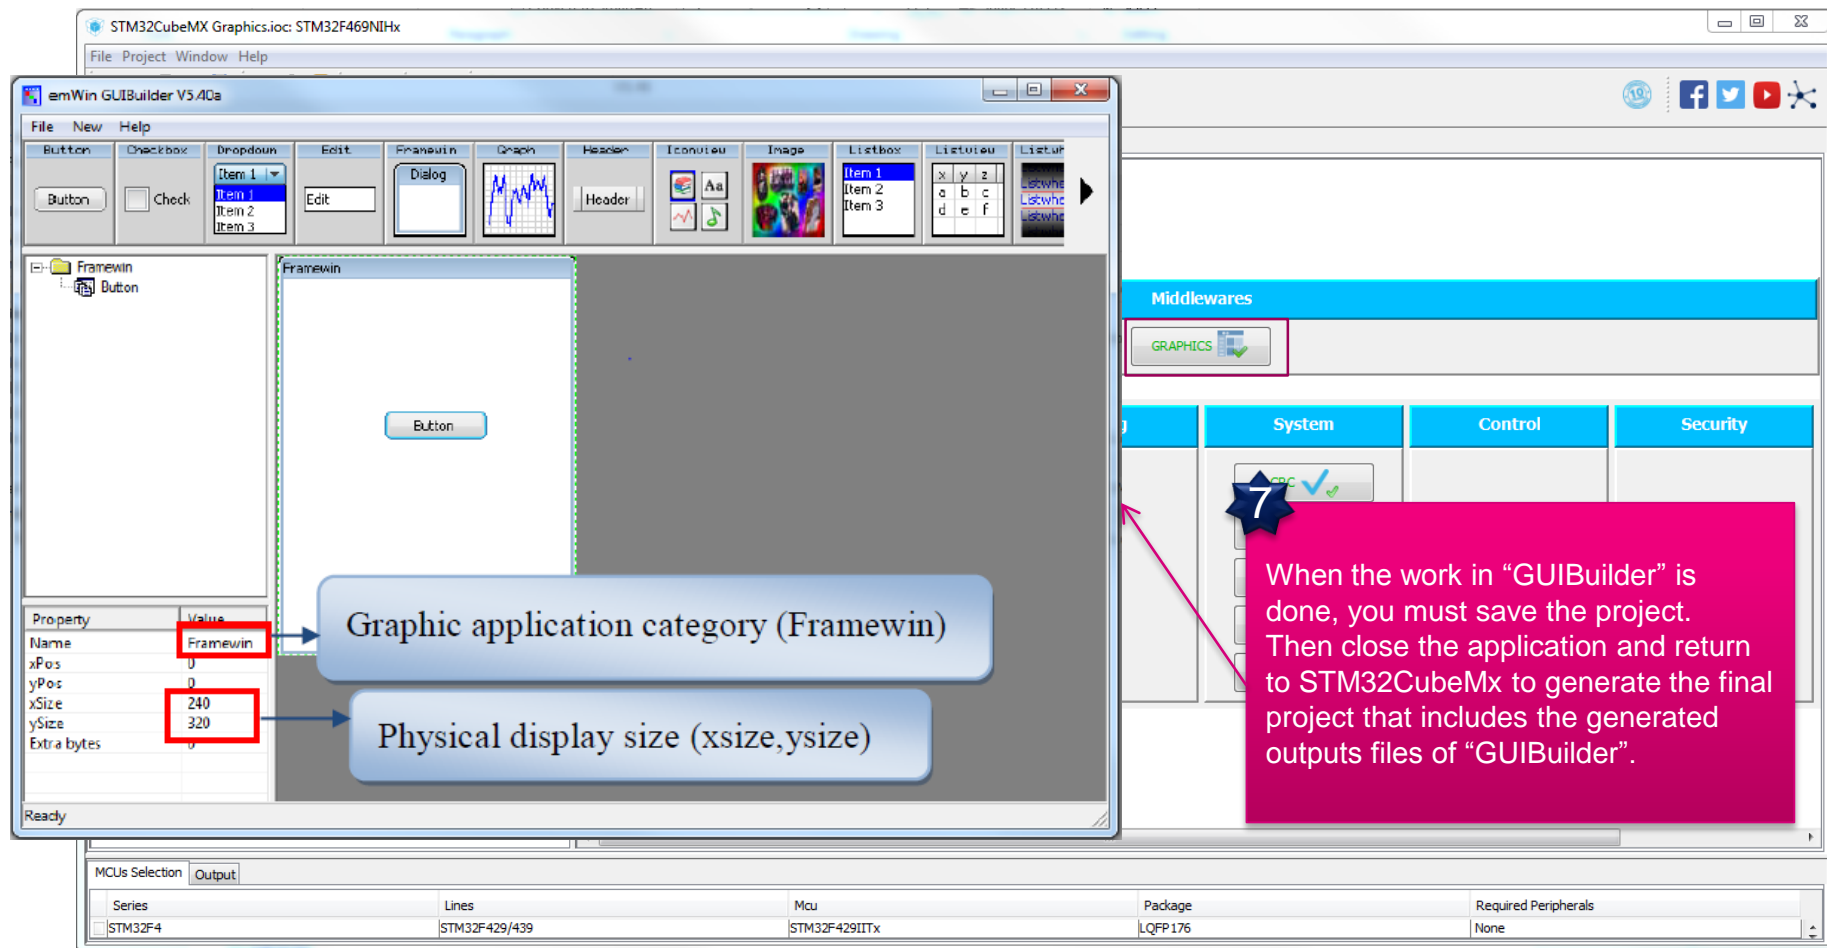 STM32CubeMX Graphics.ioc: STM32F469NIHx
File Project Window Help
emWin GUIBuilder V5.40a
File New Help
Button Checkbox Dropdown Edit Framewin Graph Header Iconview Image Listbox Listview
Button
Check
Item 1
Item 1
Item 2
Item 3
Edit
Dialog
Header
Aa
Item 1
Item 2
Item 3
x y z
a b c
d e f
Framewin
Button
Framewin
Button
Property Value
Name Framewin
xPos 0
yPos 0
xSize 240
ySize 320
Extra bytes 0
Ready
Graphic application category (Framewin)
Physical display size (xsize,ysize)
Middlewares
GRAPHICS
System Control Security
7
When the work in “GUIBuilder” is
done, you must save the project.
Then close the application and return
to STM32CubeMx to generate the final
project that includes the generated
outputs files of “GUIBuilder”.
MCUs Selection Output
Series Lines Mcu Package Required Peripherals
STM32F4 STM32F429/439 STM32F429IITx LQFP176 None